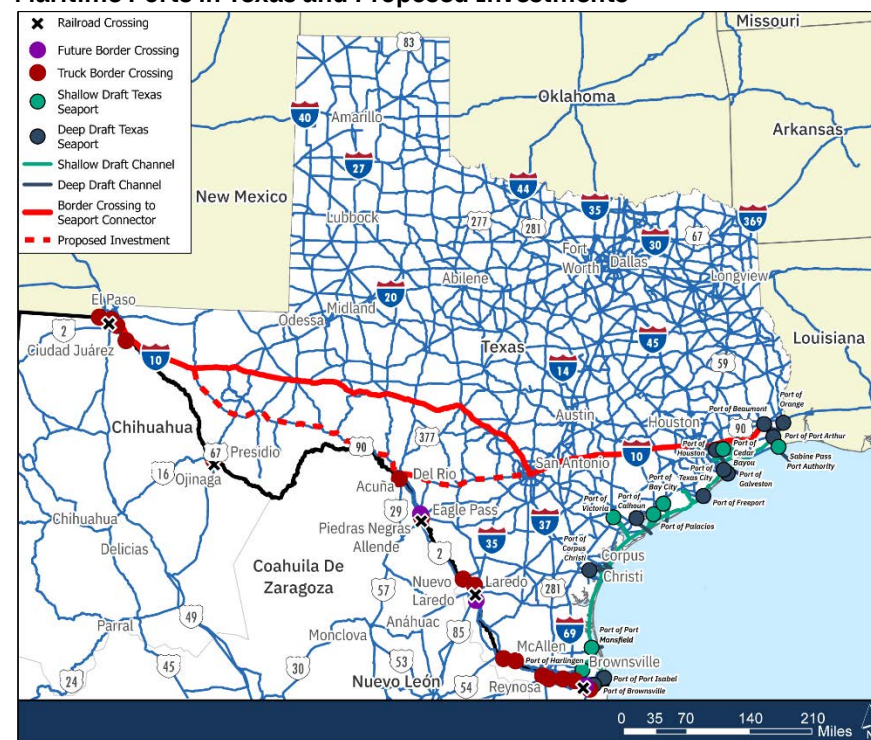 Maritime Ports in Texas and Proposed Investments
Railroad Crossing
Future Border Crossing
Truck Border Crossing
Shallow Draft Texas
Seaport
Deep Draft Texas
Seaport
Shallow Draft Channel
Deep Draft Channel
Border Crossing to
Seaport Connector
Proposed Investment
Missouri
83
Oklahoma
40
Amarillo
Arkansas
27
44
New Mexico
35
369
Lubbock
277
281
67
30
Fort
Worth
Dallas
Abilene
Longview
El Paso
20
Midland
Odessa
2
Ciudad Juárez
10
Texas
45
Louisiana
59
14
Austin
Houston
Port of Beaumont
Port of
Orange
90
Chihuahua
377
90
67
Presidio
16
Ojinaga
San Antonio
10
Port of
Houston
Port of
Cedar
Bayou
Port of Port Arthur
Sabine Pass
Port Authority
Port of
Texas City
Port of
Galveston
Del Rio
Acuña
Port of
Bay City
Port of
Calhoun
Port of
Victoria
Port of Freeport
Port of Palacios
29
Eagle Pass
Piedras Negras
Allende
37
35
Chihuahua
Delicias
2
Port of
Corpus
Christi
Corpus
Christi
Coahuila De
Zaragoza
Nuevo
Laredo
Laredo
281
57
49
Anáhuac
85
Monclova
69
Parral
Port of Port
Mansfield
McAllen
Port of Harlingen
Brownsville
45
30
53
24
Nuevo León
54
Reynosa
Port of Port Isabel
Port of Brownsville
0 35 70 140 210
Miles
N